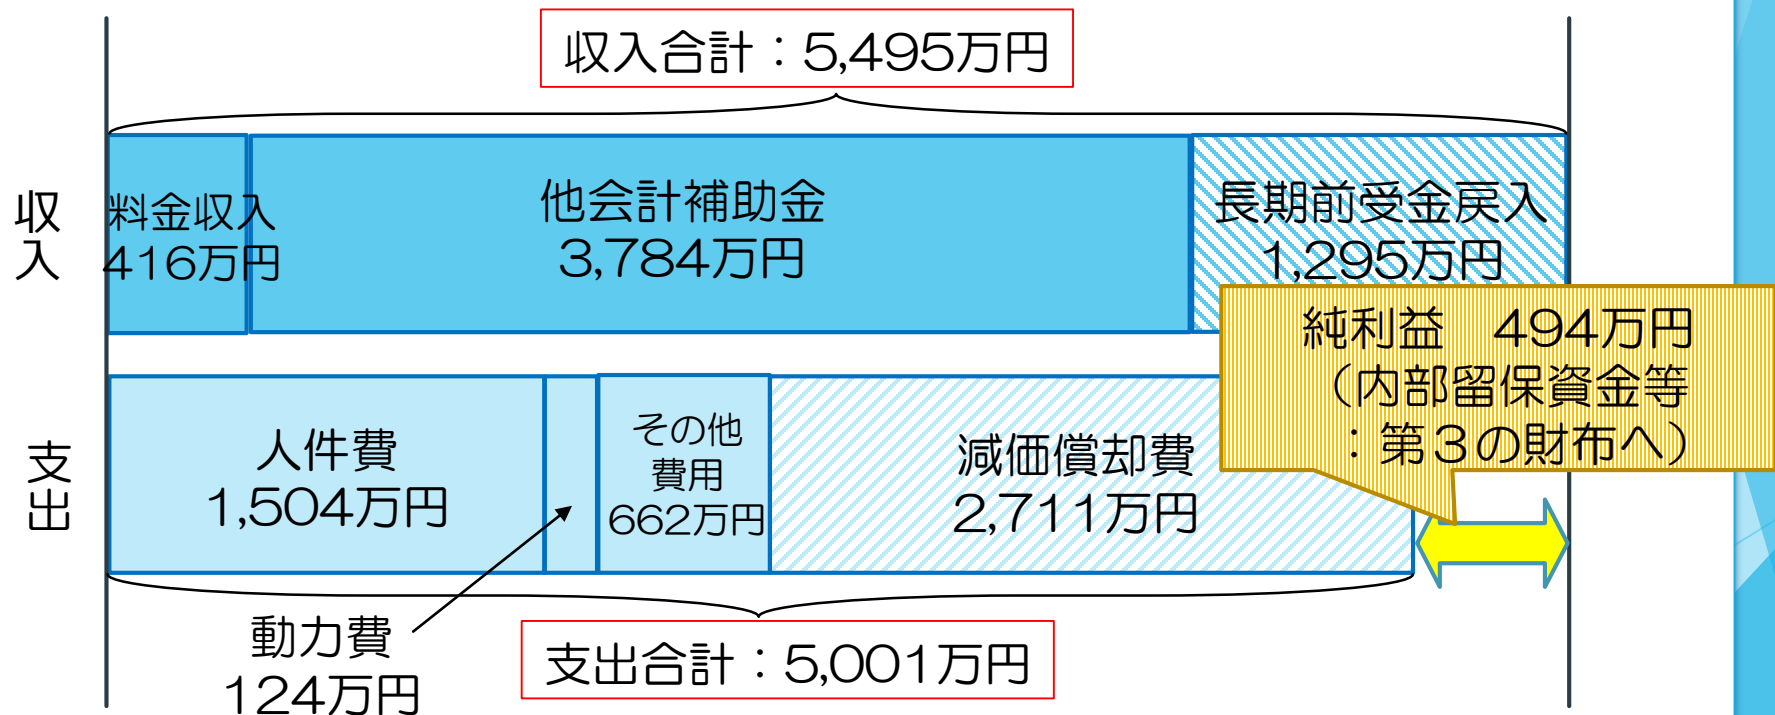 収入合計：5,495万円
収入
料金収入
416万円
他会計補助金
3,784万円
長期前受金戻入
1,295万円
純利益　494万円
（内部留保資金等
：第３の財布へ）
支出
人件費
1,504万円
その他
費用
662万円
減価償却費
2,711万円
動力費
124万円
支出合計：5,001万円